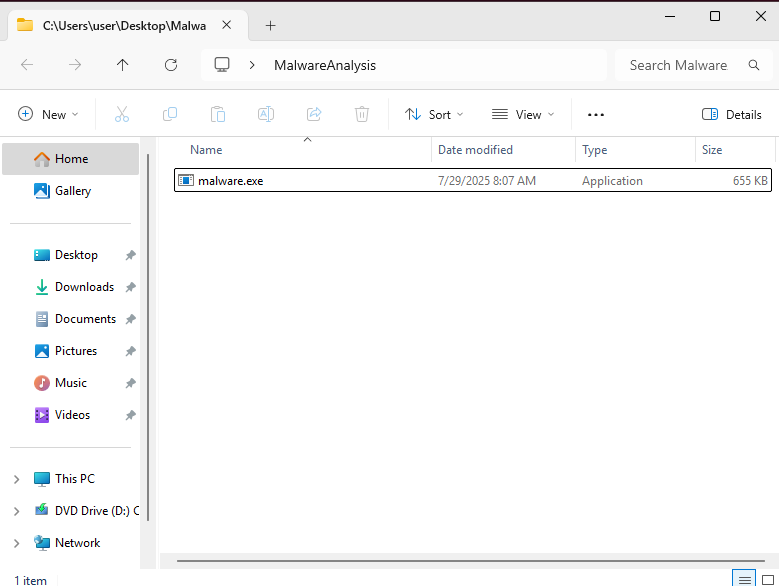 C:\Users\user\Desktop\Malwa
MalwareAnalysis
Search Malware
New
Sort
View
Details
Name Date modified Type Size
malware.exe 7/29/2025 8:07 AM Application 655 KB
Home
Gallery
Desktop
Downloads
Documents
Pictures
Music
Videos
This PC
DVD Drive (D:) C
Network
1 item